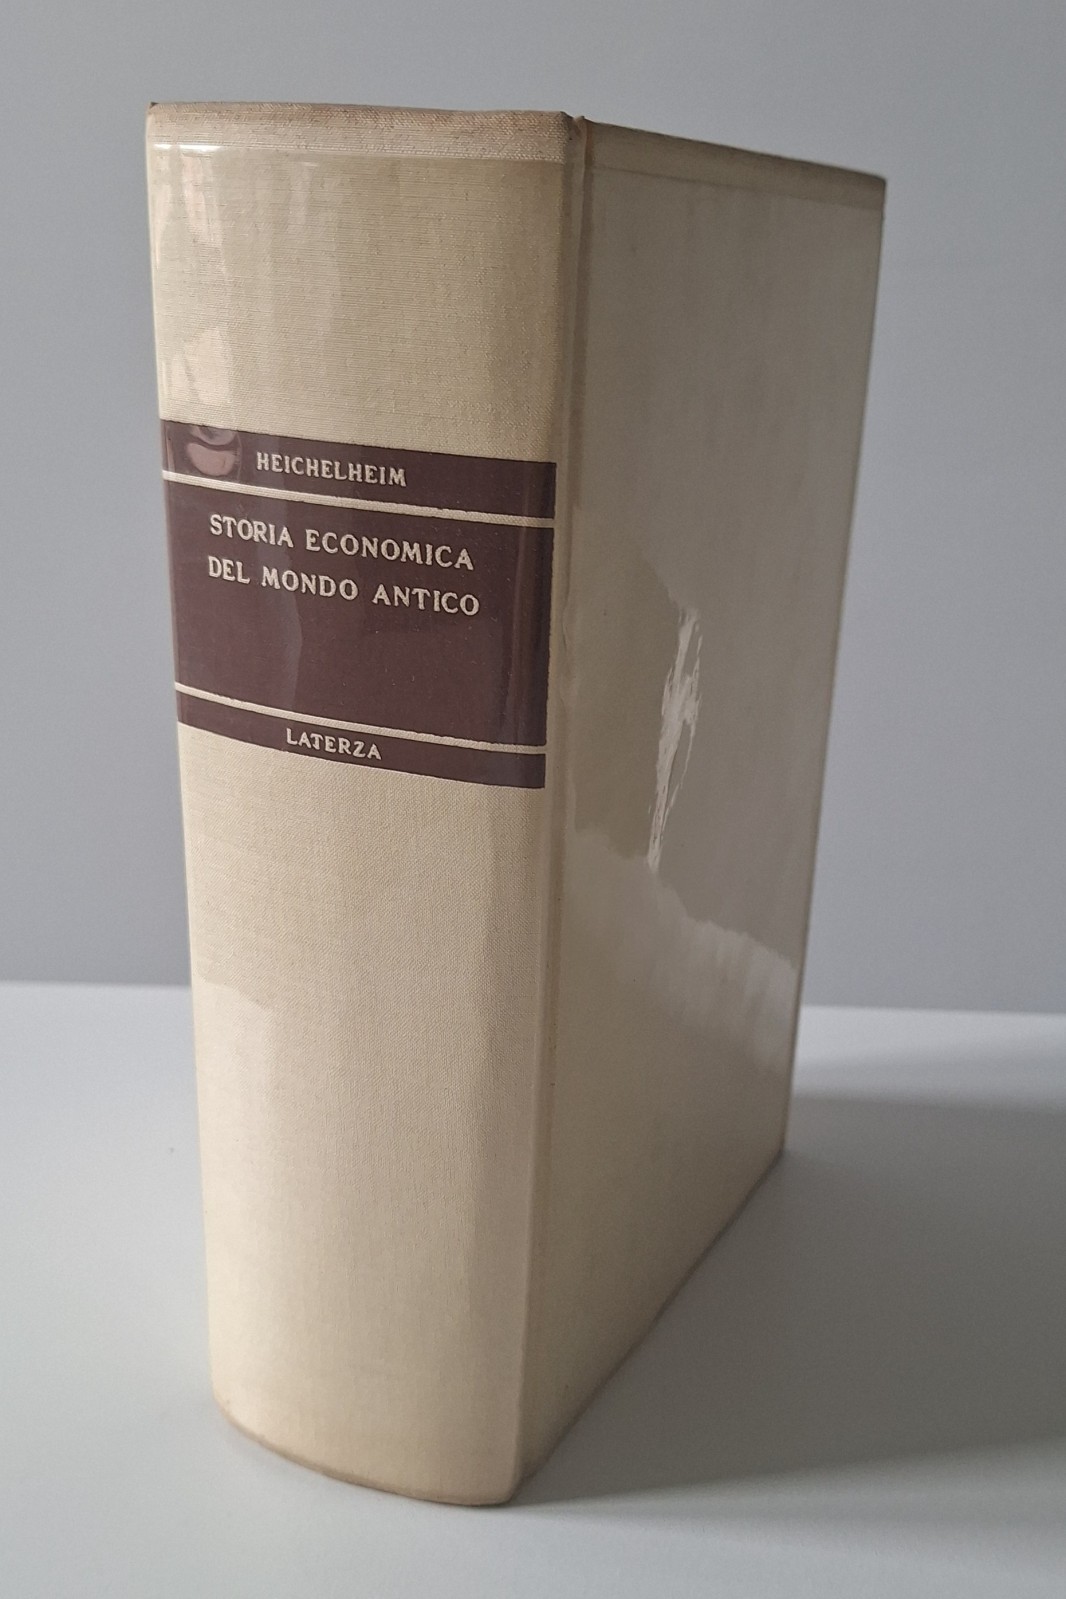 HEICHELHEIM
STORIA ECONOMICA
DEL MONDO ANTICO
LATERZA